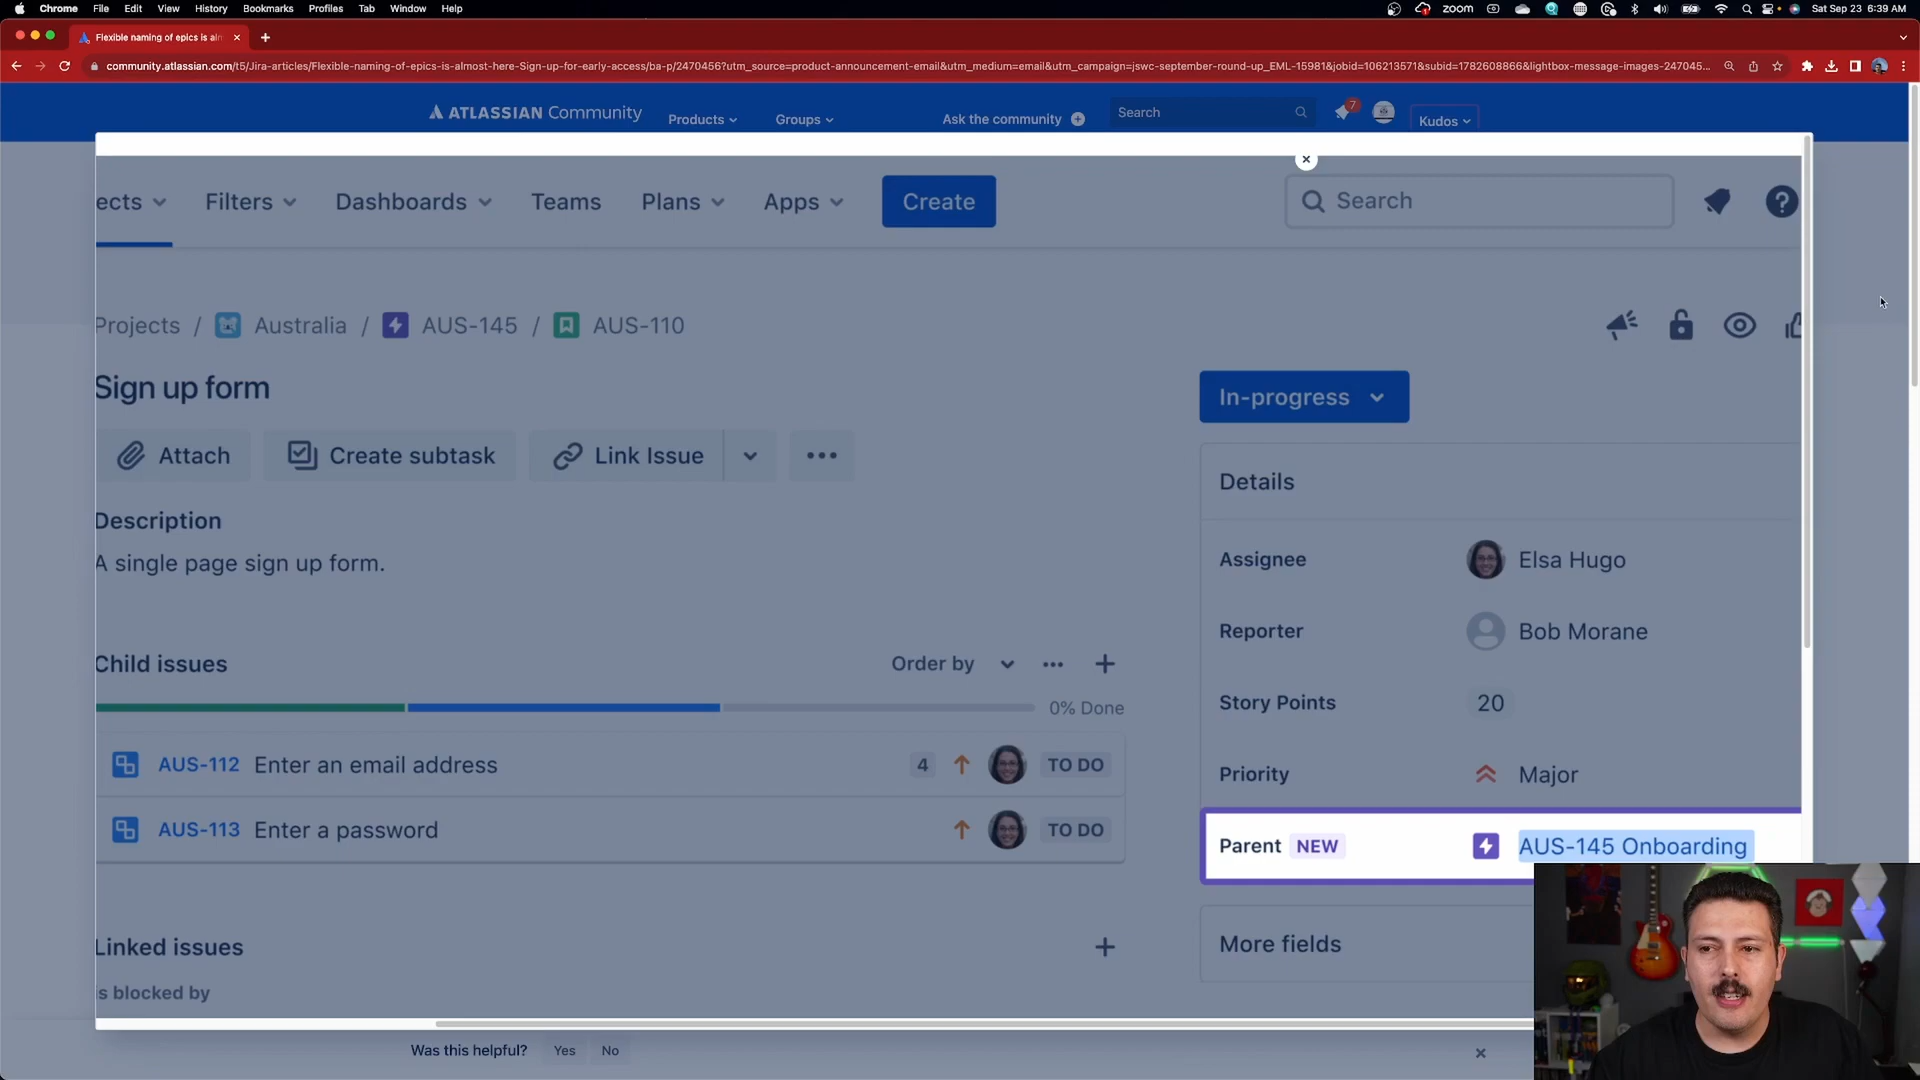 Chrome File Edit View History Bookmarks Profiles Tab Window Help zoom Sat Sep 23 6:39 AM
Flexible naming of epics is alm
community.atlassian.com/t5/Jira-articles/Flexible-naming-of-epics-is-almost-here-Sign-up-for-early-access/ba-p/2470456?utm_source=product-announcement-email&utm_medium=email&utm_campaign=jswc-september-round-up_EML-15981&jobid=106213571&subid=1782608866&lightbox-message-images-247045...
ATLASSIAN Community Products Groups Ask the community Search 7 Kudos
ects Filters Dashboards Teams Plans Apps Create Search
Projects / Australia / AUS-145 / AUS-110
Sign up form
In-progress
Attach Create subtask Link Issue
Details
Description
A single page sign up form.
Assignee Elsa Hugo
Reporter Bob Morane
Child issues Order by
0% Done
Story Points 20
AUS-112 Enter an email address 4 TO DO
Priority Major
AUS-113 Enter a password TO DO
Parent NEW AUS-145 Onboarding
Linked issues
More fields
is blocked by
Was this helpful? Yes No